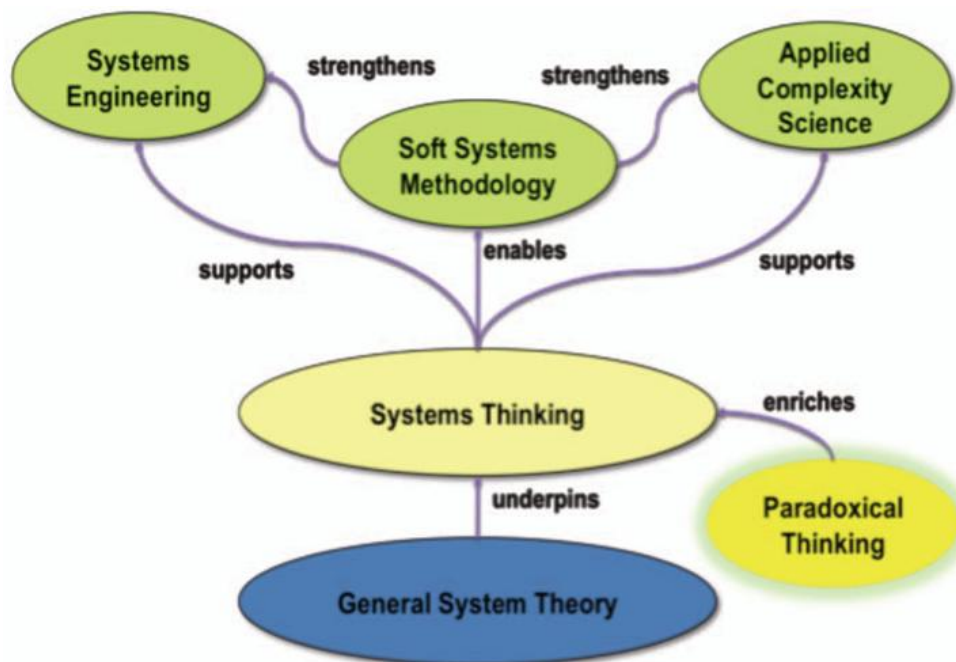 Systems
Engineering
strengthens
strengthens
Applied
Complexity
Science
Soft Systems
Methodology
supports
enables
supports
Systems Thinking
enriches
underpins
Paradoxical
Thinking
General System Theory